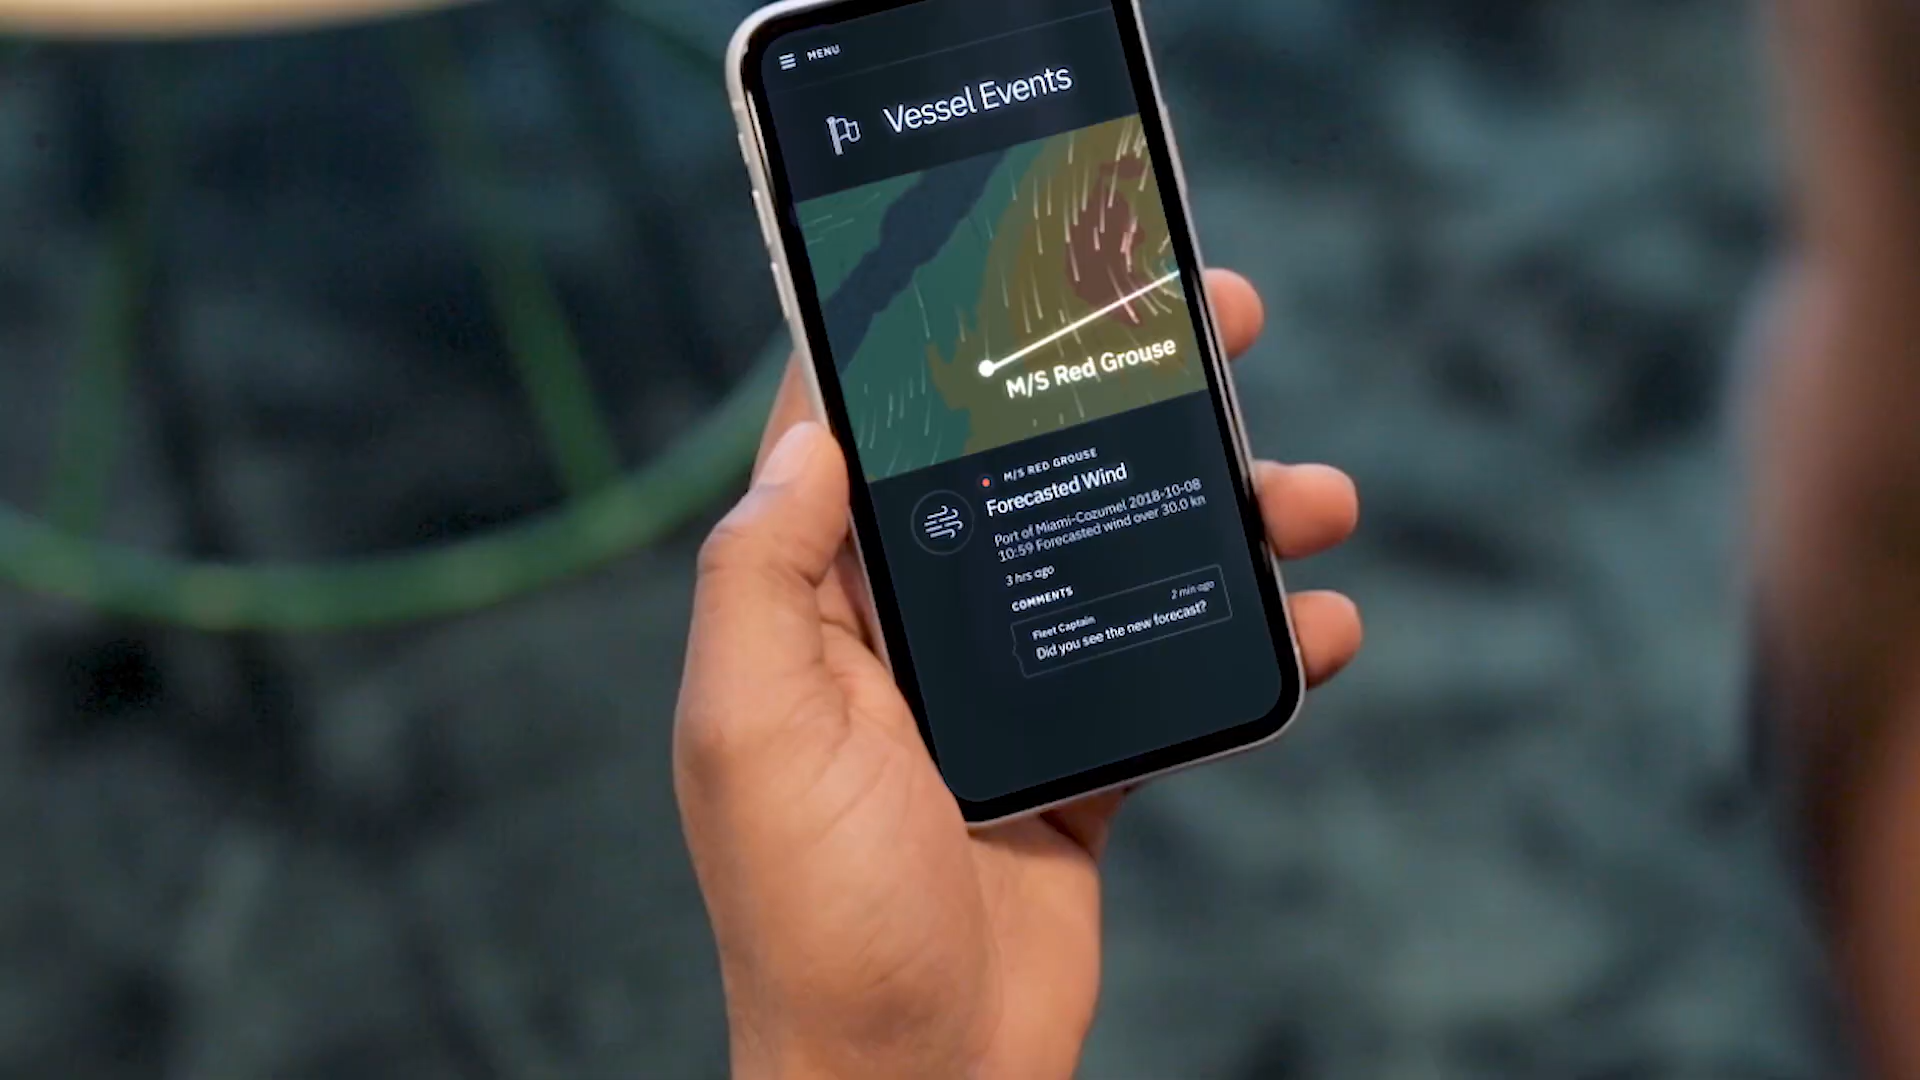 MENU
Vessel Events
M/S Red Grouse
M/S RED GROUSE
Forecasted Wind
Port of Miami-Cozumel 2018-10-08
10:59 Forecasted wind over 30.0 kn
3 hrs ago
COMMENTS
Fleet Captain 2 min ago
Did you see the new forecast?